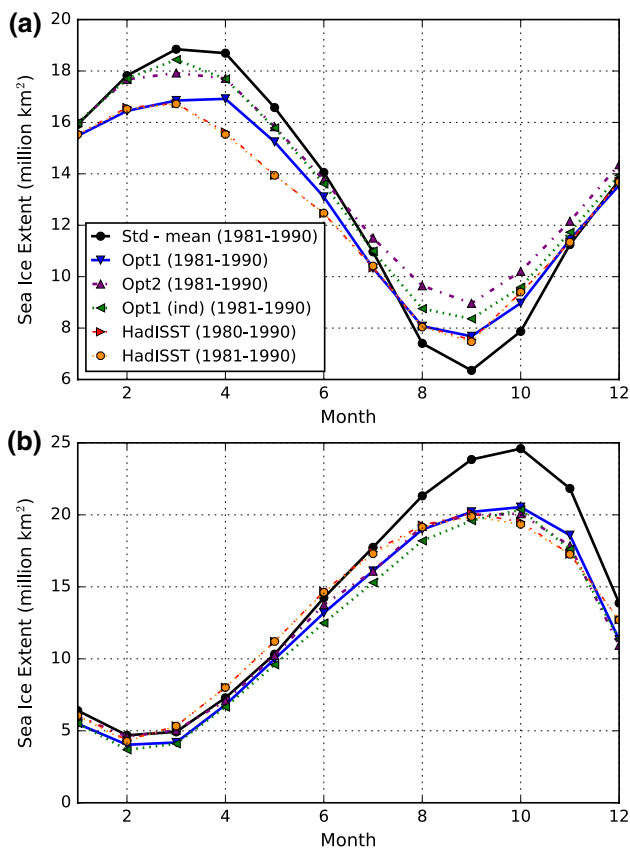 (a)
20
18
16
14
12
10
8
6
Sea Ice Extent (million km²)
Std - mean (1981-1990)
Opt1 (1981-1990)
Opt2 (1981-1990)
Opt1 (ind) (1981-1990)
HadISST (1980-1990)
HadISST (1981-1990)
2 4 6 8 10 12
Month
(b)
25
20
15
10
5
0
Sea Ice Extent (million km²)
2 4 6 8 10 12
Month